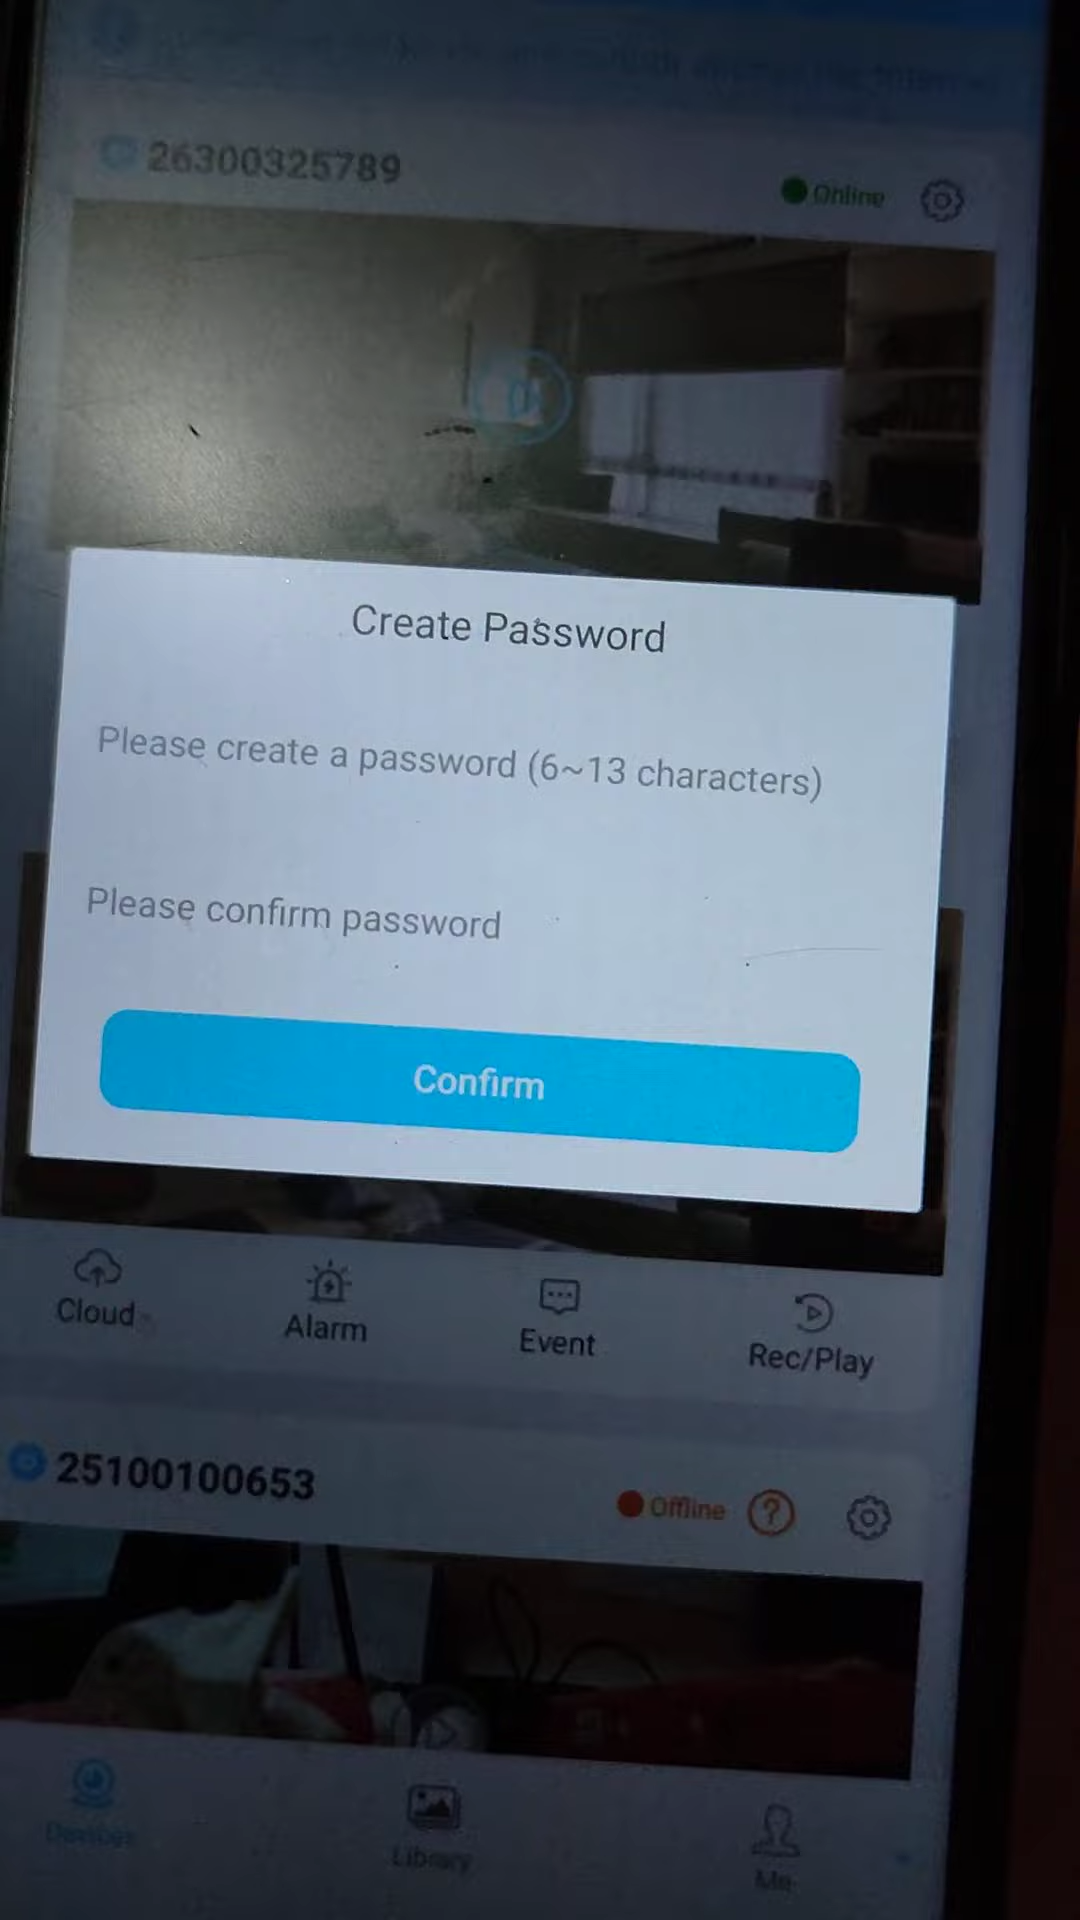 26300325789
Online
Create Password
Please create a password (6~13 characters)
Please confirm password
Confirm
Cloud
Alarm
Event
Rec/Play
25100100653
Offline
?
Devices
Library
Me